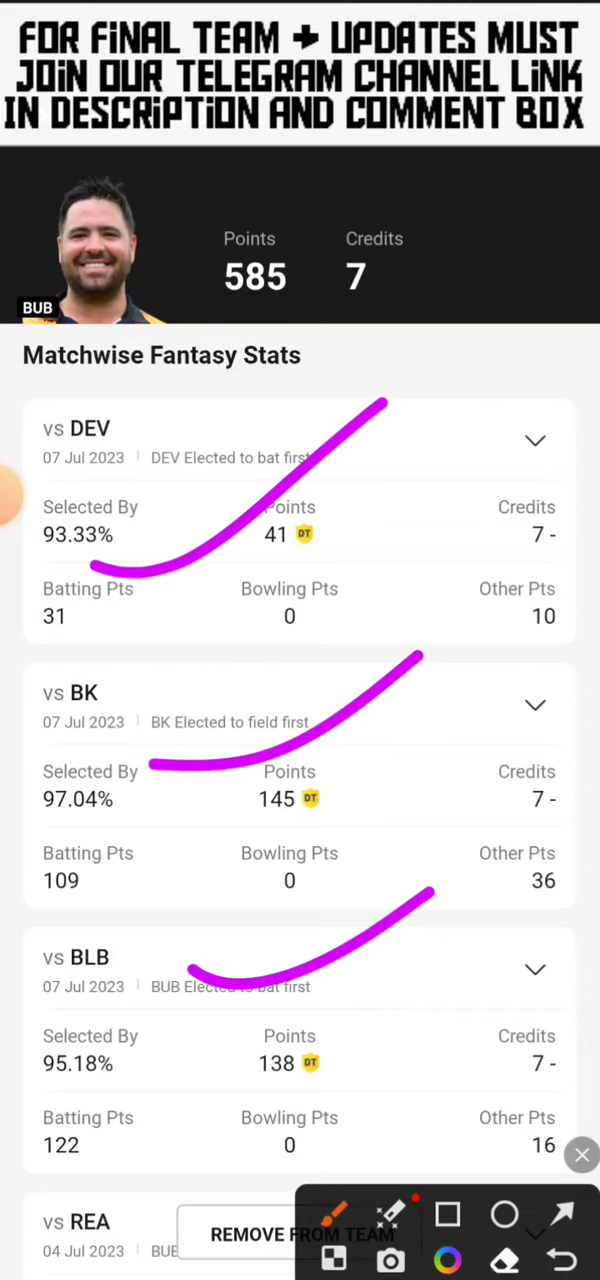 FOR FINAL TEAM + UPDATES MUST
JOIN OUR TELEGRAM CHANNEL LINK
IN DESCRIPTION AND COMMENT BOX
Points Credits
585 7
BUB
Matchwise Fantasy Stats
vs DEV
07 Jul 2023 | DEV Elected to bat first
Selected By Points Credits
93.33% 41 DT 7 -
Batting Pts Bowling Pts Other Pts
31 0 10
vs BK
07 Jul 2023 | BK Elected to field first
Selected By Points Credits
97.04% 145 DT 7 -
Batting Pts Bowling Pts Other Pts
109 0 36
vs BLB
07 Jul 2023 | BUB Elected to bat first
Selected By Points Credits
95.18% 138 DT 7 -
Batting Pts Bowling Pts Other Pts
122 0 16
vs REA
REMOVE FROM TEAM
04 Jul 2023 | BUB